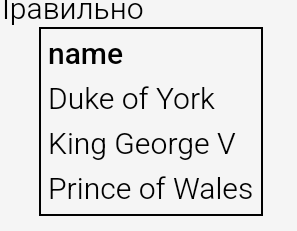 Правильно
name
Duke of York
King George V
Prince of Wales